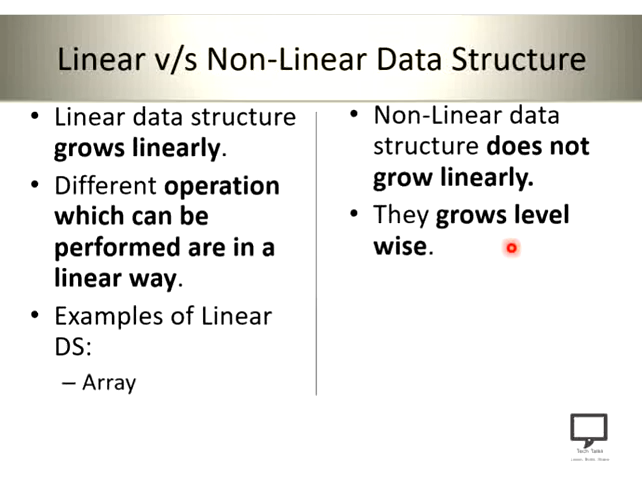 Linear v/s Non-Linear Data Structure
• Linear data structure
grows linearly.
• Different operation
which can be
performed are in a
linear way.
• Examples of Linear
DS:
– Array
• Non-Linear data
structure does not
grow linearly.
• They grows level
wise.
Tech Talks